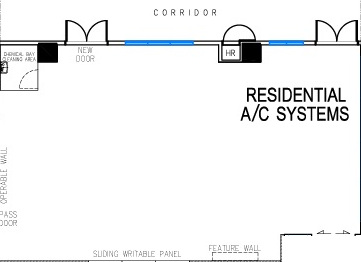 CORRIDOR
CHEMICAL BAY
CLEANING AREA
NEW
DOOR
HR
RESIDENTIAL
A/C SYSTEMS
OPERABLE WALL
PASS
DOOR
SLIDING WRITABLE PANEL
FEATURE WALL